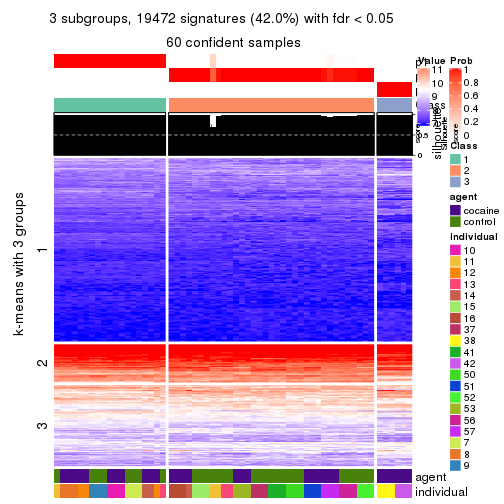 3 subgroups, 19472 signatures (42.0%) with fdr < 0.05
60 confident samples
Value
11
10
9
8
7
Prob
1
0.8
0.6
0.4
0.2
0
Class
1
2
3
agent
cocaine
control
individual
10
11
12
13
14
15
16
37
38
41
42
50
51
52
53
56
57
7
8
9
silhouette
k-means with 3 groups
1
2
3
agent
individual